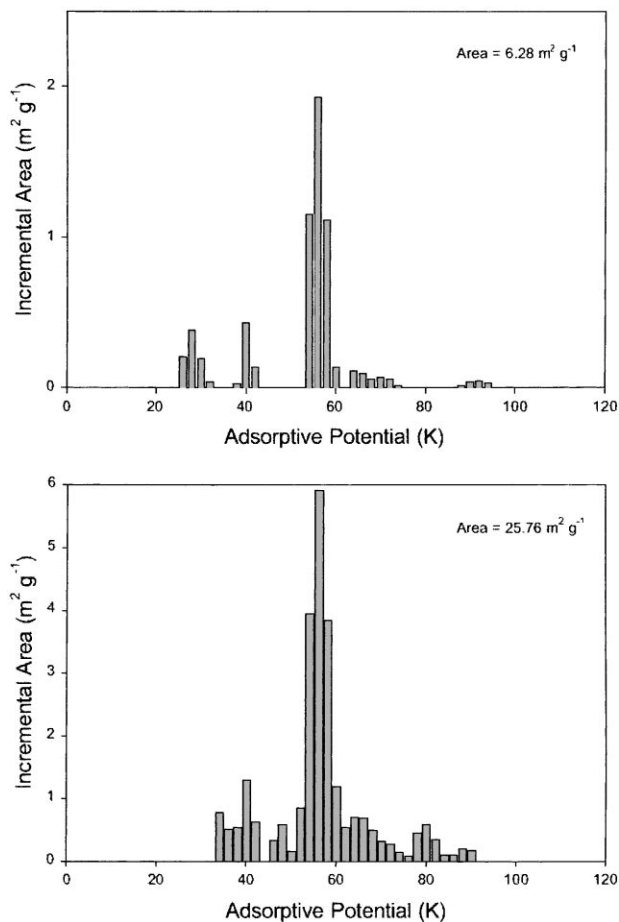 Area = 6.28 m² g⁻¹
Incremental Area (m² g⁻¹)
2
1
0
0 20 40 60 80 100 120
Adsorptive Potential (K)
Area = 25.76 m² g⁻¹
Incremental Area (m² g⁻¹)
6
5
4
3
2
1
0
0 20 40 60 80 100 120
Adsorptive Potential (K)